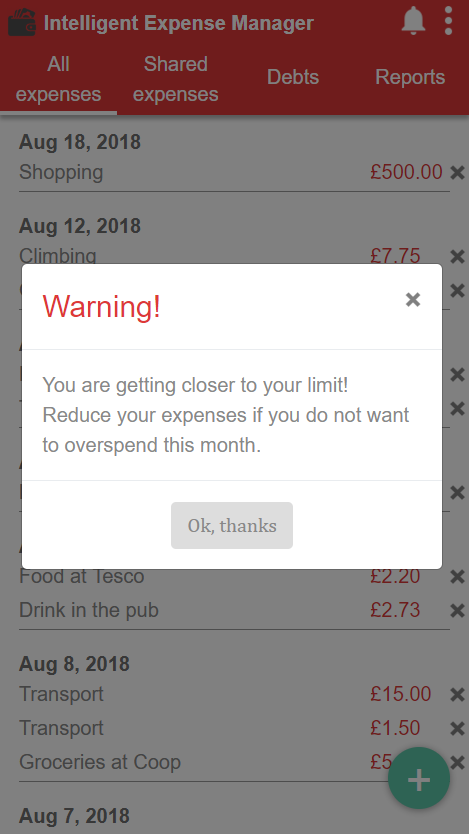 Intelligent Expense Manager
All expenses
Shared expenses
Debts
Reports
Aug 18, 2018
Shopping £500.00
Aug 12, 2018
Climbing £7.75
Warning!
You are getting closer to your limit!
Reduce your expenses if you do not want
to overspend this month.
Ok, thanks
Food at Tesco £2.20
Drink in the pub £2.73
Aug 8, 2018
Transport £15.00
Transport £1.50
Groceries at Coop
Aug 7, 2018